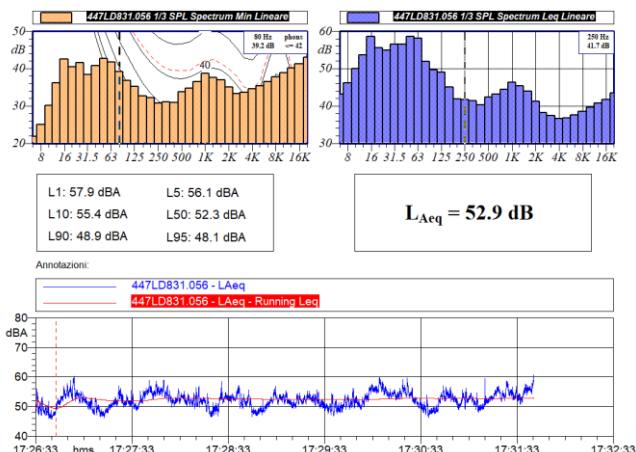 447LD831.056 1/3 SPL Spectrum Min Lineare
447LD831.056 1/3 SPL Spectrum Leq Lineare
50
dB
40
30
20
80 Hz phons
39.2 dB <= 42
40
8 16 31.5 63 125 250 500 1K 2K 4K 8K 16K
60
dB
50
40
30
250 Hz
41.7 dB
8 16 31.5 63 125 250 500 1K 2K 4K 8K 16K
L1: 57.9 dBA L5: 56.1 dBA
L10: 55.4 dBA L50: 52.3 dBA
L90: 48.9 dBA L95: 48.1 dBA
LAeq = 52.9 dB
Annotazioni:
447LD831.056 - LAeq
447LD831.056 - LAeq - Running Leq
80
dBA
70
60
50
40
17:26:33 hms 17:27:33 17:28:33 17:29:33 17:30:33 17:31:33 17:32:33